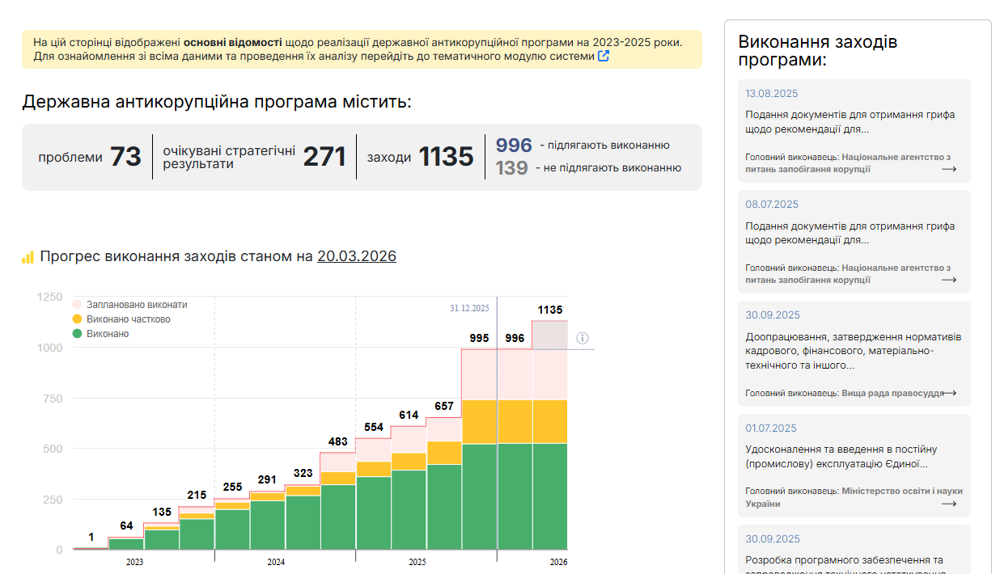 На цій сторінці відображені основні відомості щодо реалізації державної антикорупційної програми на 2023-2025 роки.
Для ознайомлення зі всіма даними та проведення їх аналізу перейдіть до тематичного модулю системи
Державна антикорупційна програма містить:
проблеми 73
очікувані стратегічні
результати 271
заходи 1135
996 - підлягають виконанню
139 - не підлягають виконанню
Прогрес виконання заходів станом на 20.03.2026
Заплановано виконати
Виконано частково
Виконано
31.12.2025
1250
1000
750
500
250
0
1
64
135
215
255
291
323
483
554
614
657
995
996
1135
2023
2024
2025
2026
Виконання заходів
програми:
13.08.2025
Подання документів для отримання грифа
щодо рекомендації для...
Головний виконавець: Національне агентство з
питань запобігання корупції
08.07.2025
Подання документів для отримання грифа
щодо рекомендації для...
Головний виконавець: Національне агентство з
питань запобігання корупції
30.09.2025
Доопрацювання, затвердження нормативів
кадрового, фінансового, матеріально-
технічного та іншого...
Головний виконавець: Вища рада правосуддя
01.07.2025
Удосконалення та введення в постійну
(промислову) експлуатацію Єдиної...
Головний виконавець: Міністерство освіти і науки
України
30.09.2025
Розробка програмного забезпечення та
запровадження технічного устаткування